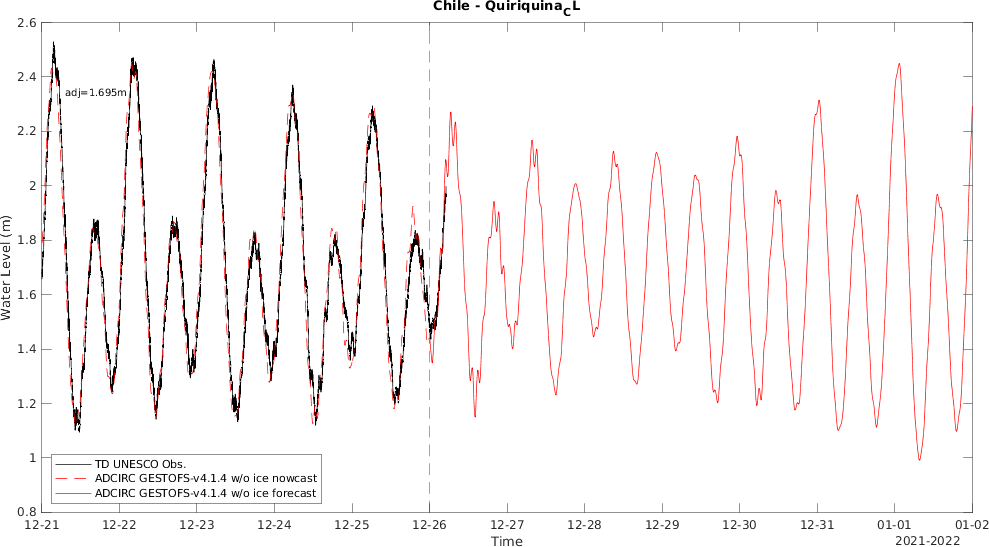 Chile - Quiriquina_CL
2.6
2.4
2.2
2
1.8
1.6
1.4
1.2
1
0.8
Water Level (m)
adj=1.695m
TD UNESCO Obs.
ADCIRC GESTOFS-v4.1.4 w/o ice nowcast
ADCIRC GESTOFS-v4.1.4 w/o ice forecast
12-21 12-22 12-23 12-24 12-25 12-26 12-27 12-28 12-29 12-30 12-31 01-01 01-02
Time
2021-2022